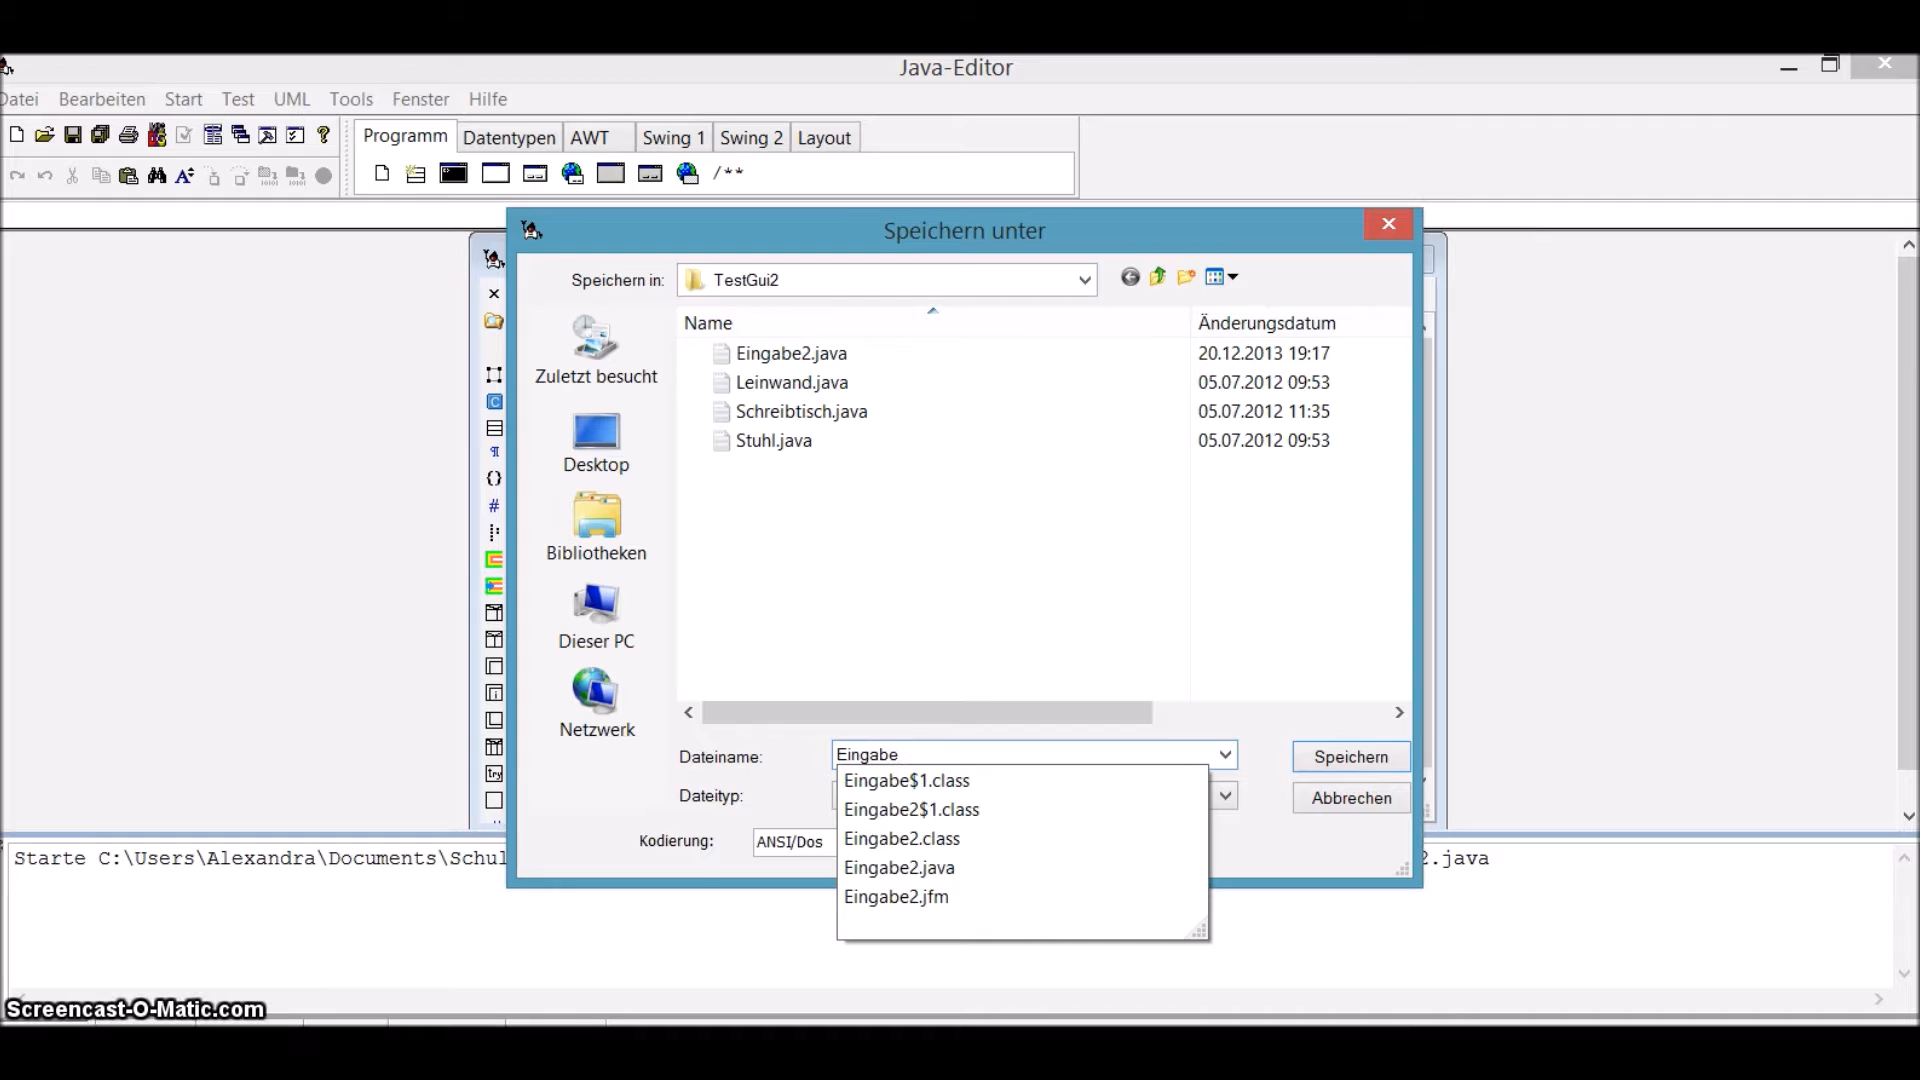 Java-Editor
Datei Bearbeiten Start Test UML Tools Fenster Hilfe
Programm Datentypen AWT Swing 1 Swing 2 Layout
/**
Speichern unter
Speichern in: TestGui2
Name Änderungsdatum
Eingabe2.java 20.12.2013 19:17
Leinwand.java 05.07.2012 09:53
Schreibtisch.java 05.07.2012 11:35
Stuhl.java 05.07.2012 09:53
Zuletzt besucht
Desktop
Bibliotheken
Dieser PC
Netzwerk
Dateiname: Eingabe Speichern
Eingabe$1.class
Dateityp: Abbrechen
Eingabe2$1.class
Kodierung: ANSI/Dos
Eingabe2.class
Eingabe2.java
Eingabe2.jfm
Starte C:\Users\Alexandra\Documents\Schul 2.java
Screencast-O-Matic.com